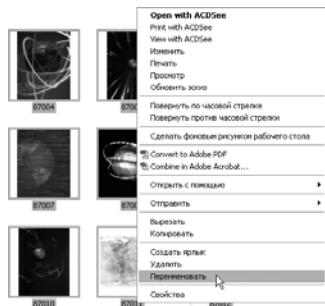 Open with ACDSee
Print with ACDSee
View with ACDSee
Изменить
Печать
Просмотр
Обновить эскиз
87004
Повернуть по часовой стрелке
Повернуть против часовой стрелки
Сделать фоновым рисунком рабочего стола
Convert to Adobe PDF
Combine in Adobe Acrobat...
Открыть с помощью
87007
Отправить
Вырезать
Копировать
Создать ярлык
Удалить
Переименовать
Свойства
87010